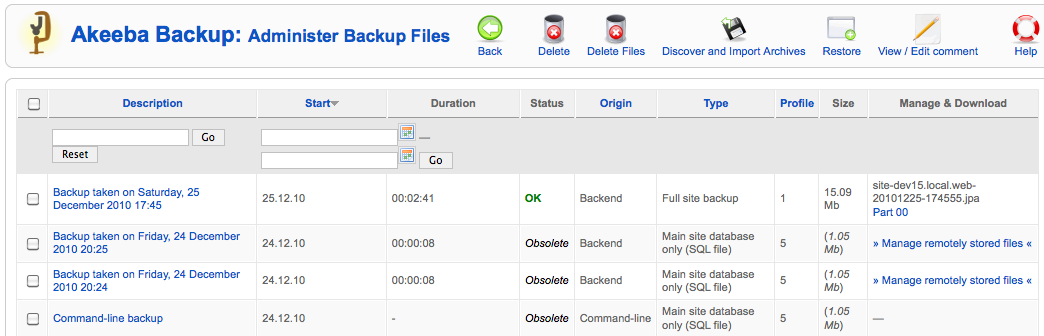 Akeeba Backup: Administer Backup Files
Back
Delete
Delete Files
Discover and Import Archives
Restore
View / Edit comment
Help
Description Start Duration Status Origin Type Profile Size Manage & Download
Go
—
Reset
Go
Backup taken on Saturday, 25
December 2010 17:45
25.12.10
00:02:41
OK
Backend
Full site backup
1
15.09
Mb
site-dev15.local.web-
20101225-174555.jpa
Part 00
Backup taken on Friday, 24 December
2010 20:25
24.12.10
00:00:08
Obsolete
Backend
Main site database
only (SQL file)
5
(1.05
Mb)
» Manage remotely stored files «
Backup taken on Friday, 24 December
2010 20:24
24.12.10
00:00:08
Obsolete
Backend
Main site database
only (SQL file)
5
(1.05
Mb)
» Manage remotely stored files «
Command-line backup
24.12.10
-
Obsolete
Command-line
Main site database
only (SQL file)
5
(1.05
Mb)
—